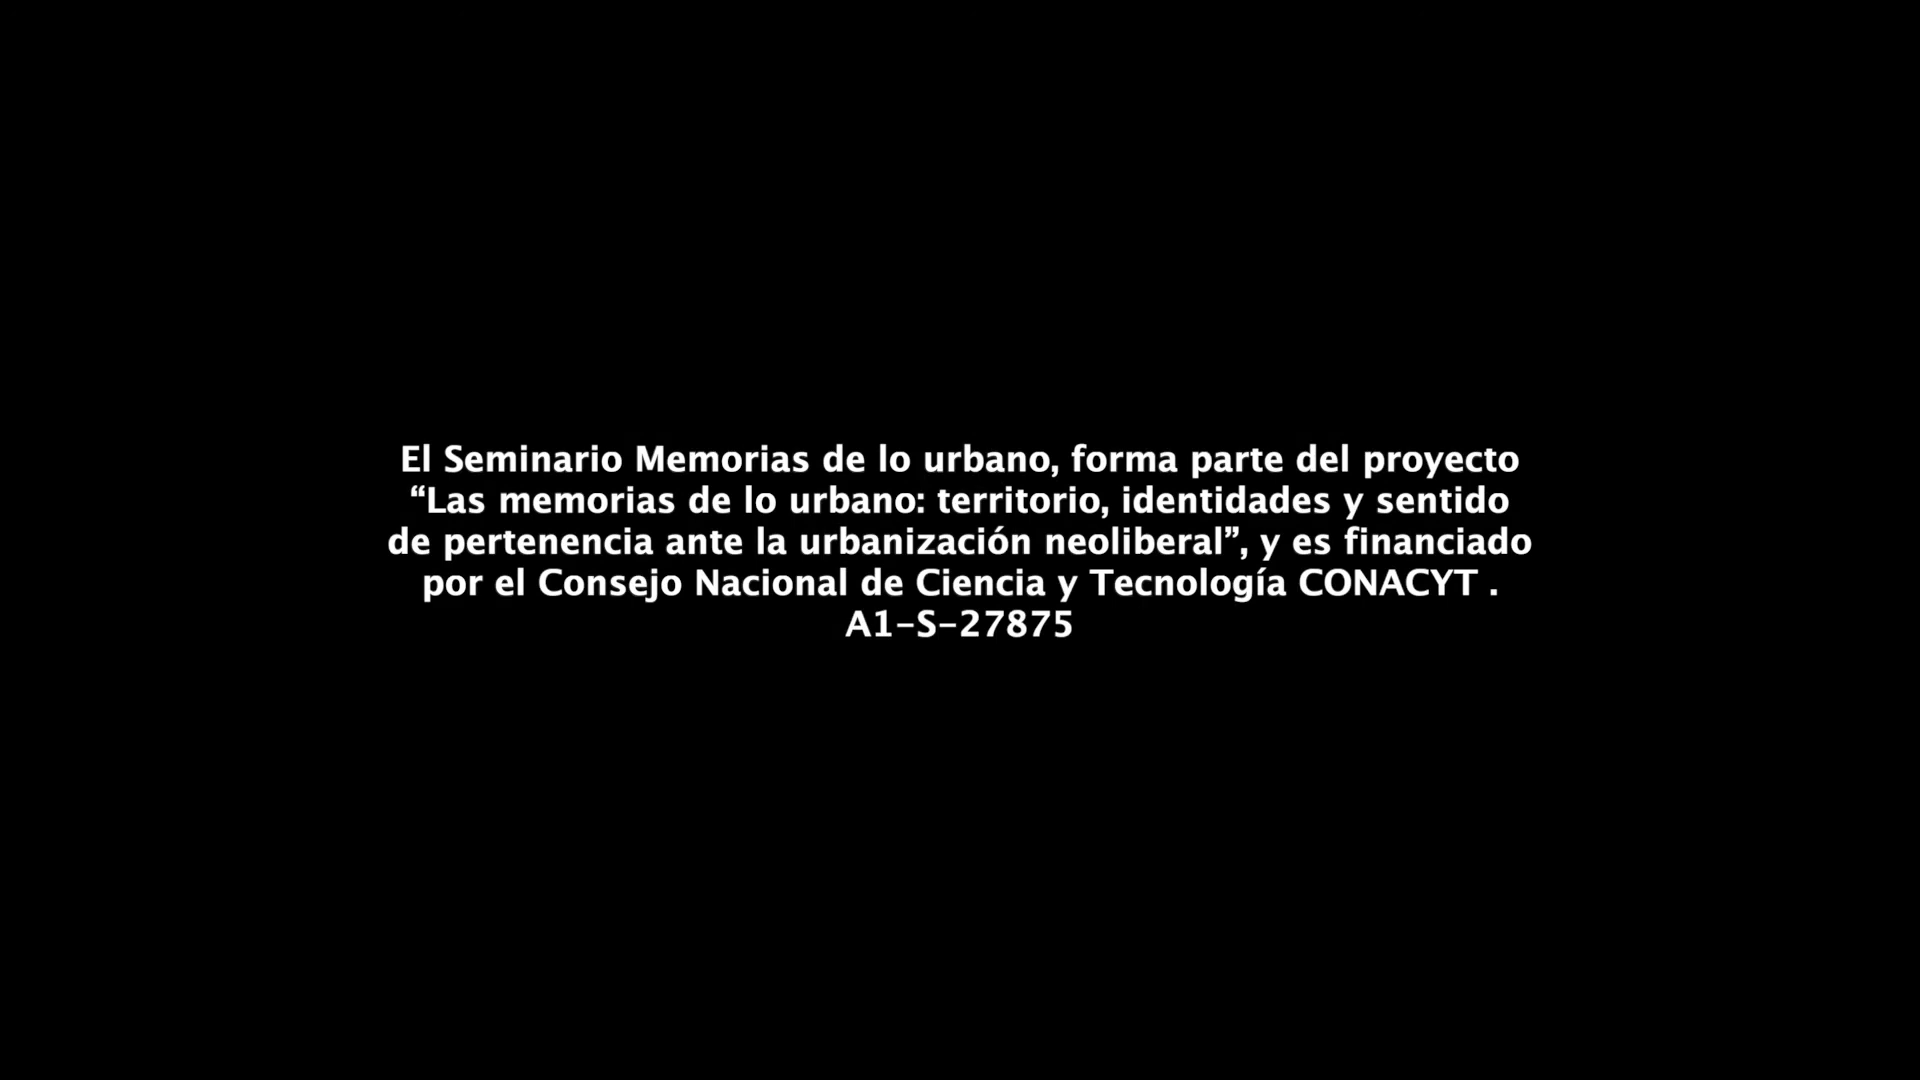 El Seminario Memorias de lo urbano, forma parte del proyecto
“Las memorias de lo urbano: territorio, identidades y sentido
de pertenencia ante la urbanización neoliberal”, y es financiado
por el Consejo Nacional de Ciencia y Tecnología CONACYT .
A1-S-27875